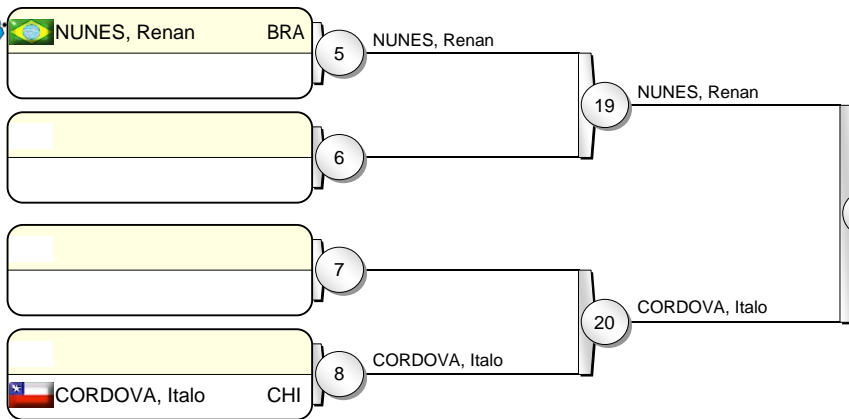 NUNES, Renan BRA
5
NUNES, Renan
19
NUNES, Renan
6
7
20
CORDOVA, Italo
8
CORDOVA, Italo
CORDOVA, Italo CHI